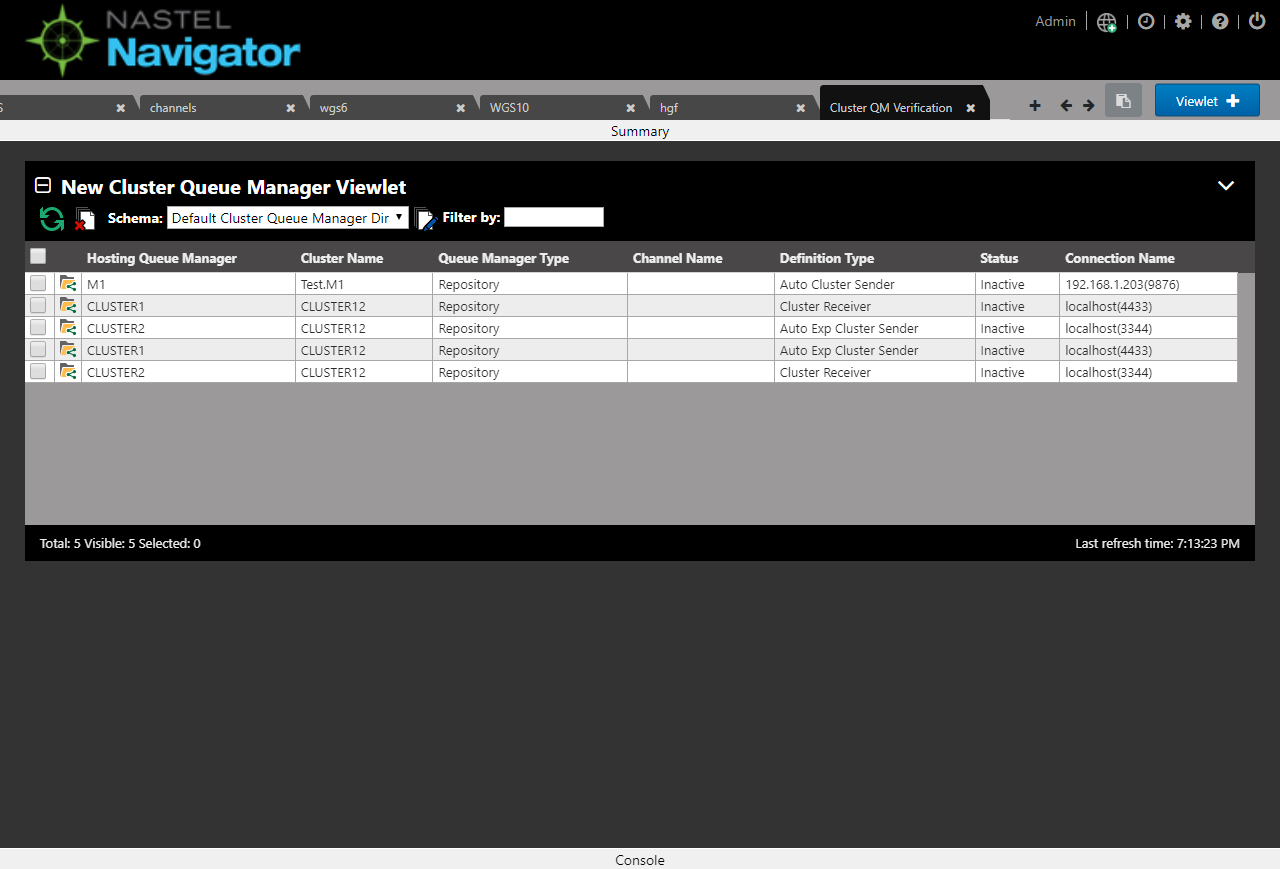 NASTEL
Navigator
Admin
S channels wgs6 WGS10 hgf Cluster QM Verification Viewlet
Summary
New Cluster Queue Manager Viewlet
Schema: Default Cluster Queue Manager Dir Filter by:
Hosting Queue Manager Cluster Name Queue Manager Type Channel Name Definition Type Status Connection Name
M1 Test.M1 Repository Auto Cluster Sender Inactive 192.168.1.203(9876)
CLUSTER1 CLUSTER12 Repository Cluster Receiver Inactive localhost(4433)
CLUSTER2 CLUSTER12 Repository Auto Exp Cluster Sender Inactive localhost(3344)
CLUSTER1 CLUSTER12 Repository Auto Exp Cluster Sender Inactive localhost(4433)
CLUSTER2 CLUSTER12 Repository Cluster Receiver Inactive localhost(3344)
Total: 5 Visible: 5 Selected: 0 Last refresh time: 7:13:23 PM
Console